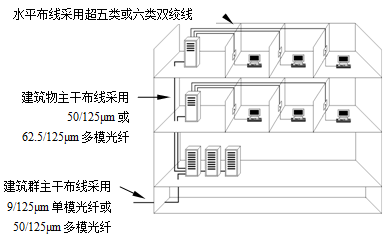 水平布线采用超五类或六类双绞线
建筑物主干布线采用
50/125μm 或
62.5/125μm 多模光纤
建筑群主干布线采用
9/125μm 单模光纤或
50/125μm 多模光纤